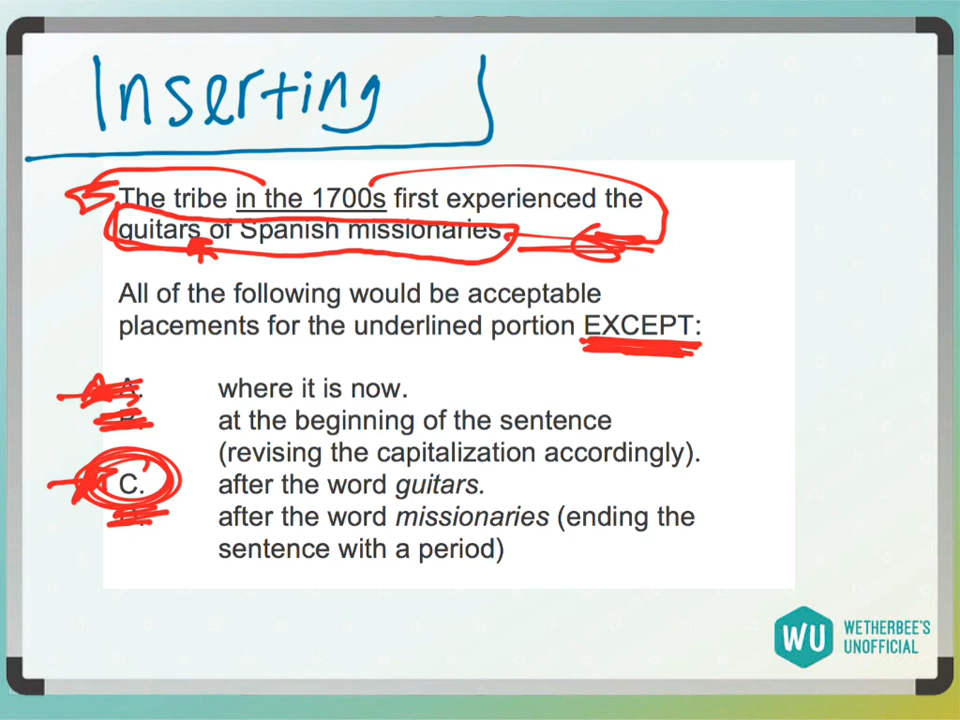 Inserting
The tribe in the 1700s first experienced the
guitars of Spanish missionaries.
All of the following would be acceptable
placements for the underlined portion EXCEPT:
A. where it is now.
B. at the beginning of the sentence
(revising the capitalization accordingly).
C. after the word guitars.
D. after the word missionaries (ending the
sentence with a period)
WU WETHERBEE'S
UNOFFICIAL